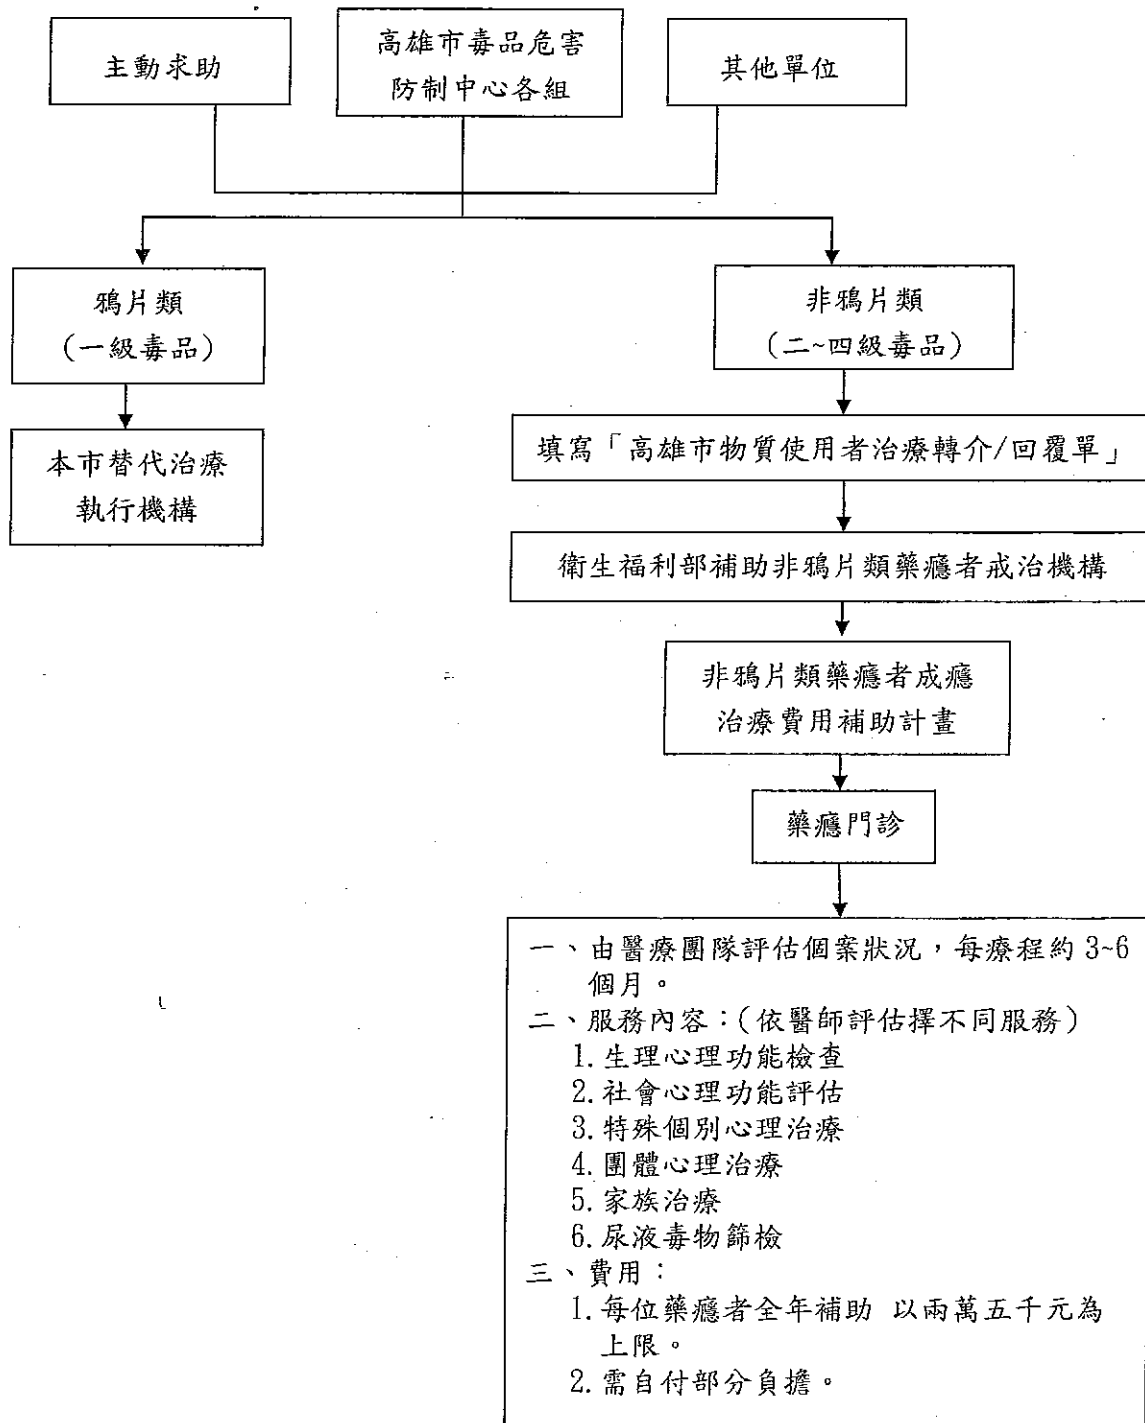 主動求助
高雄市毒品危害
防制中心各組
其他單位
鴉片類
(一級毒品)
非鴉片類
(二~四級毒品)
本市替代治療
執行機構
填寫「高雄市物質使用者治療轉介/回覆單」
衛生福利部補助非鴉片類藥癮者戒治機構
非鴉片類藥癮者成癮
治療費用補助計畫
藥癮門診
一、由醫療團隊評估個案狀況，每療程約 3~6
個月。
二、服務內容：(依醫師評估擇不同服務)
1. 生理心理功能檢查
2. 社會心理功能評估
3. 特殊個別心理治療
4. 團體心理治療
5. 家族治療
6. 尿液毒物篩檢
三、費用：
1. 每位藥癮者全年補助 以兩萬五千元為
上限。
2. 需自付部分負擔。